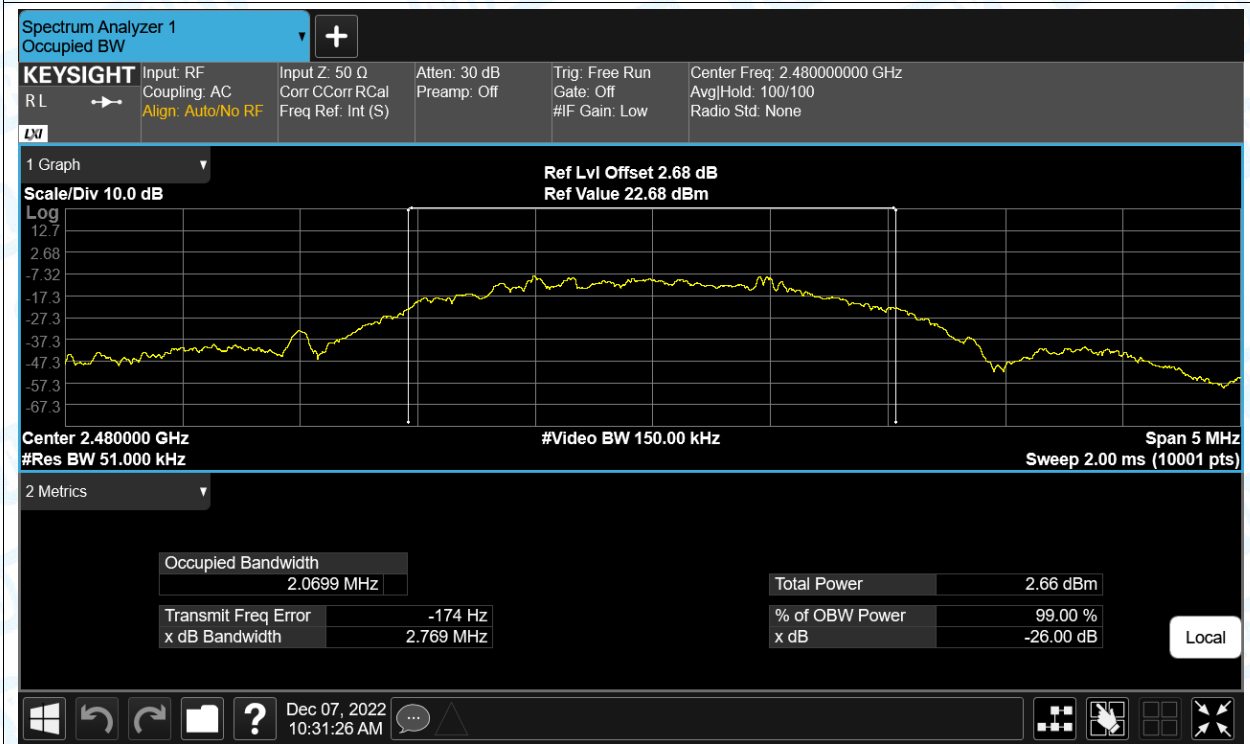 Spectrum Analyzer 1
Occupied BW
+
KEYSIGHT
R L
LXI
Input: RF
Coupling: AC
Align: Auto/No RF
Input Z: 50 Ω
Corr CCorr RCal
Freq Ref: Int (S)
Atten: 30 dB
Preamp: Off
Trig: Free Run
Gate: Off
#IF Gain: Low
Center Freq: 2.480000000 GHz
Avg|Hold: 100/100
Radio Std: None
1 Graph
Scale/Div 10.0 dB
Ref Lvl Offset 2.68 dB
Ref Value 22.68 dBm
Log
12.7
2.68
-7.32
-17.3
-27.3
-37.3
-47.3
-57.3
-67.3
Center 2.480000 GHz
#Res BW 51.000 kHz
#Video BW 150.00 kHz
Span 5 MHz
Sweep 2.00 ms (10001 pts)
2 Metrics
Occupied Bandwidth
2.0699 MHz
Total Power 2.66 dBm
Transmit Freq Error -174 Hz
% of OBW Power 99.00 %
x dB Bandwidth 2.769 MHz
x dB -26.00 dB
Local
?
Dec 07, 2022
10:31:26 AM